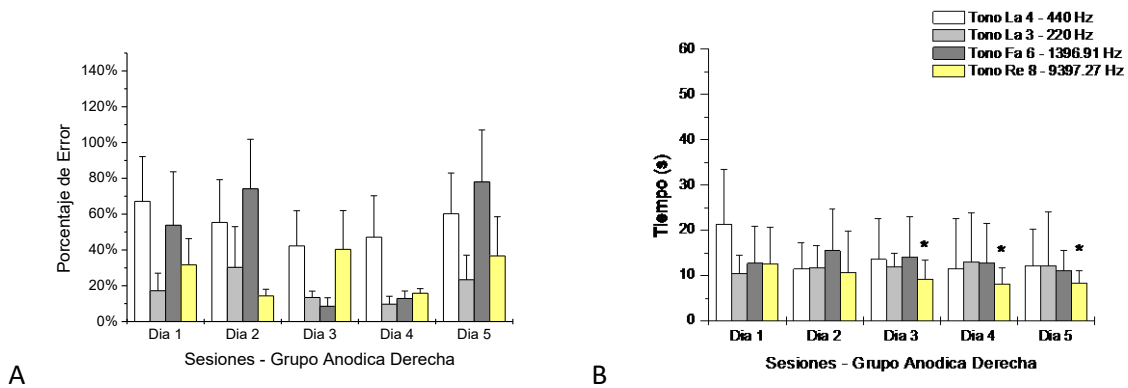 Tono La 4 - 440 Hz
Tono La 3 - 220 Hz
Tono Fa 6 - 1396.91 Hz
Tono Re 8 - 9397.27 Hz
Porcentaje de Error
140%
120%
100%
80%
60%
40%
20%
0%
Dia 1 Dia 2 Dia 3 Dia 4 Dia 5
Sesiones - Grupo Anodica Derecha
A
Tiempo (s)
60
50
40
30
20
10
0
* * *
Dia 1 Dia 2 Dia 3 Dia 4 Dia 5
Sesiones - Grupo Anodica Derecha
B